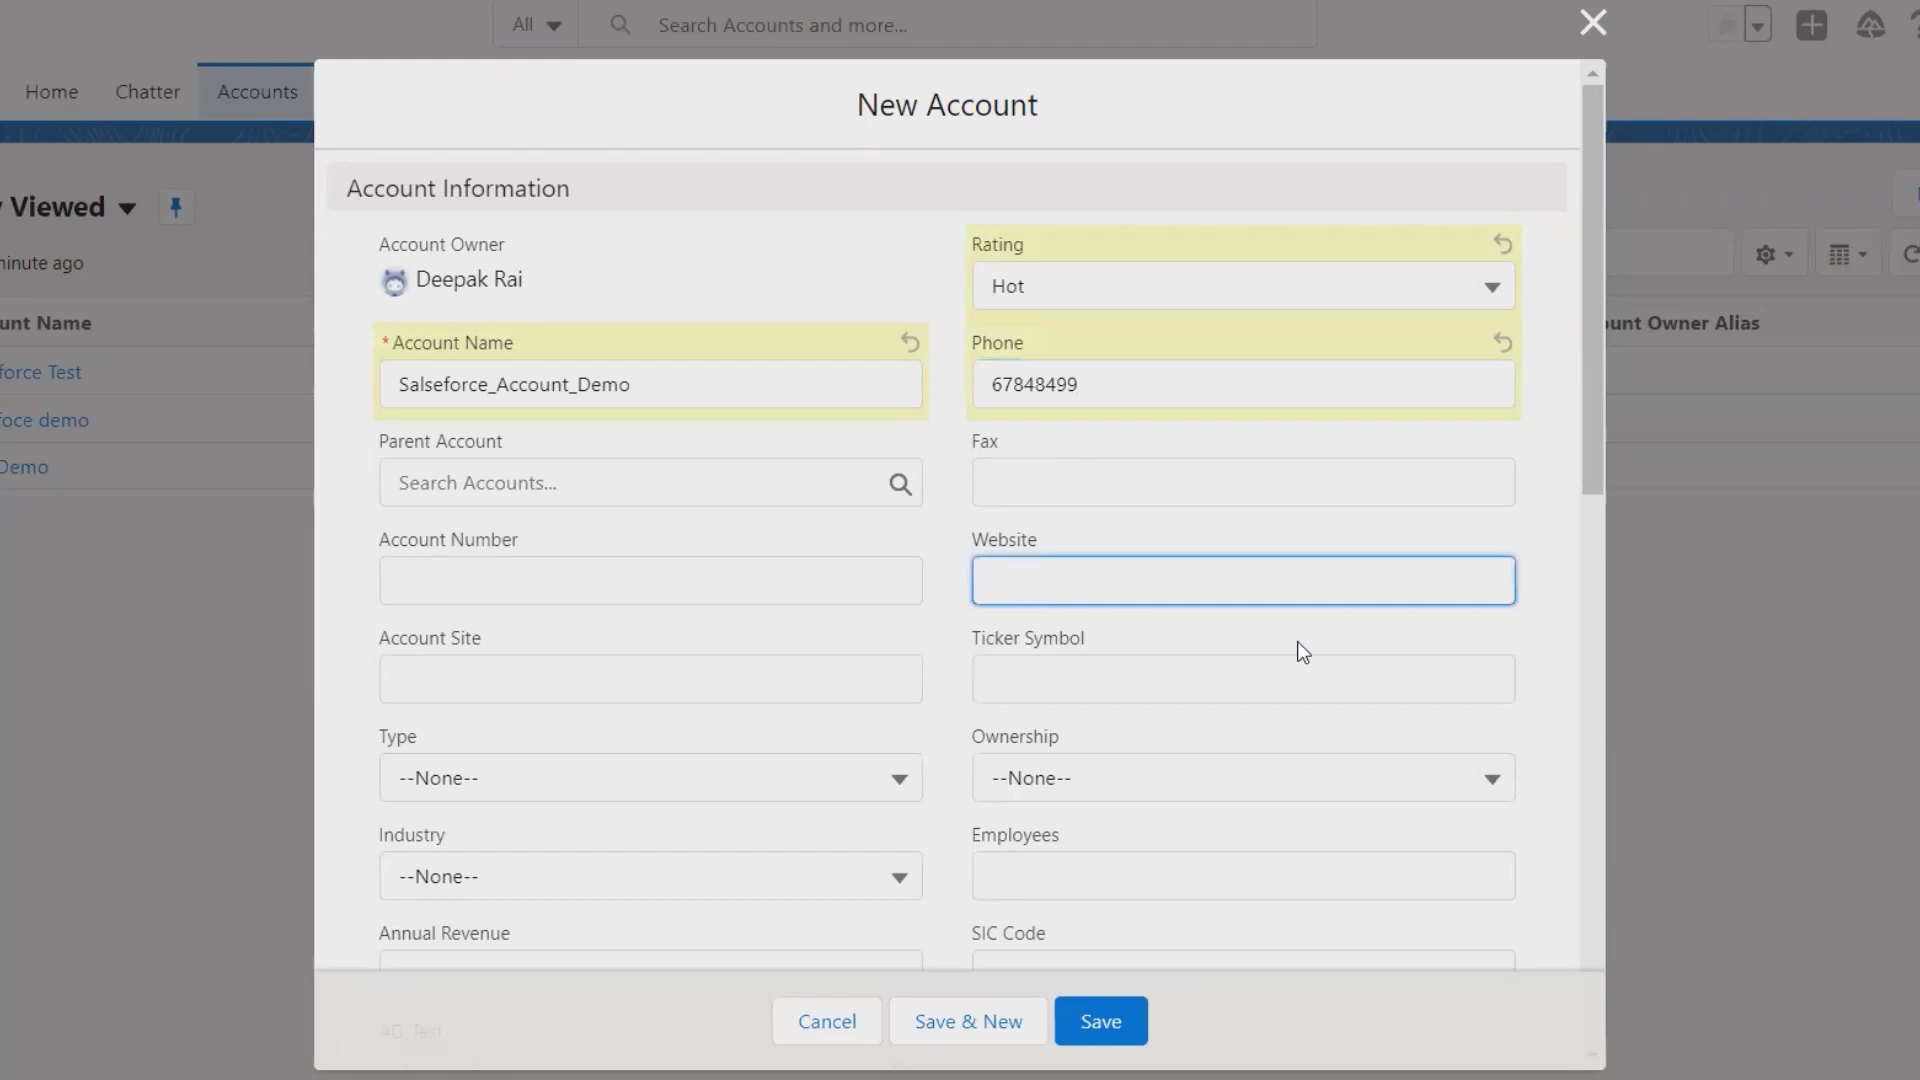 All
Search Accounts and more...
Home
Chatter
Accounts
New Account
Account Information
Viewed
minute ago
Account Owner
Deepak Rai
Rating
Hot
unt Name
ount Owner Alias
* Account Name
Salseforce_Account_Demo
Phone
67848499
force Test
foce demo
Demo
Parent Account
Search Accounts...
Fax
Account Number
Website
Account Site
Ticker Symbol
Type
--None--
Ownership
--None--
Industry
--None--
Employees
Annual Revenue
SIC Code
AD Test
Cancel
Save & New
Save